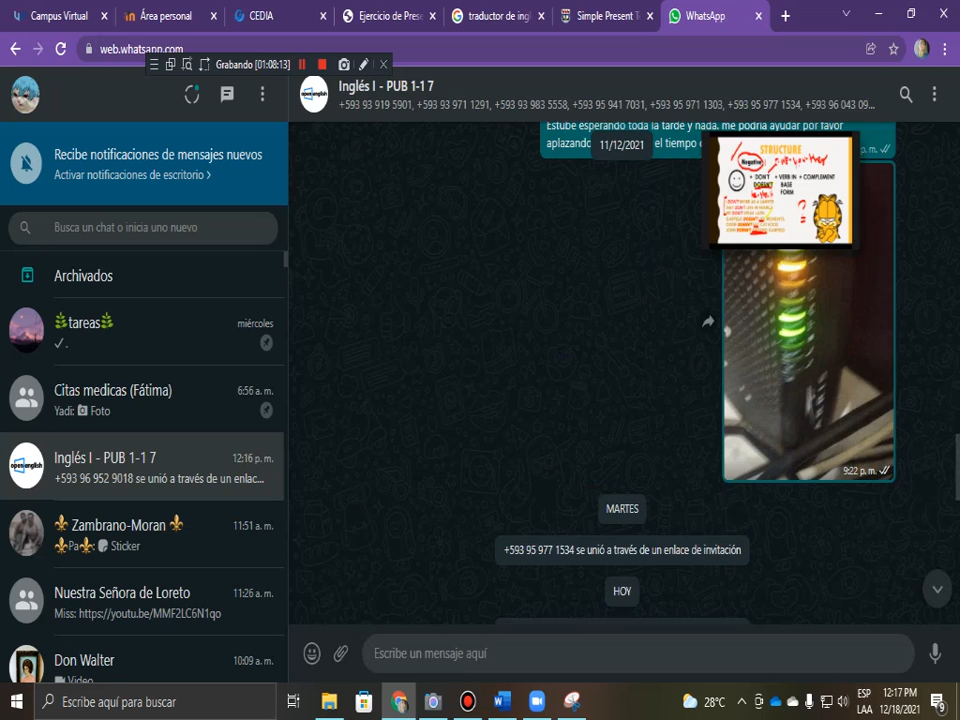 Campus Virtual
Área personal
CEDIA
Ejercicio de Prese
traductor de ing
Simple Present T
WhatsApp
web.whatsapp.com
Grabando [01:08:13]
Inglés I - PUB 1-1 7
+593 93 919 5901, +593 93 971 1291, +593 93 983 5558, +593 95 941 7031, +593 95 971 1303, +593 95 977 1534, +593 96 043 09...
Recibe notificaciones de mensajes nuevos
Activar notificaciones de escritorio >
Busca un chat o inicia uno nuevo
Archivados
tareas
miércoles
.
Citas medicas (Fátima)
6:56 a. m.
Yadi: Foto
Inglés I - PUB 1-1 7
12:16 p. m.
+593 96 952 9018 se unió a través de un enlac...
Zambrano-Moran
11:51 a. m.
Pa : Sticker
Nuestra Señora de Loreto
11:26 a. m.
Miss: https://youtu.be/MMF2LC6N1qo
Don Walter
10:09 a. m.
Video
Estube esperando toda la tarde y nada. me podría ayudar por favor
aplazando el tiempo
p. m.
11/12/2021
STRUCTURE
Negative
+ DON'T + VERB IN + COMPLEMENT
DOESN'T BASE
FORM
9:22 p. m.
MARTES
+593 95 977 1534 se unió a través de un enlace de invitación
HOY
Escribe un mensaje aquí
Escribe aquí para buscar
28°C
ESP
LAA
12:17 PM
12/18/2021